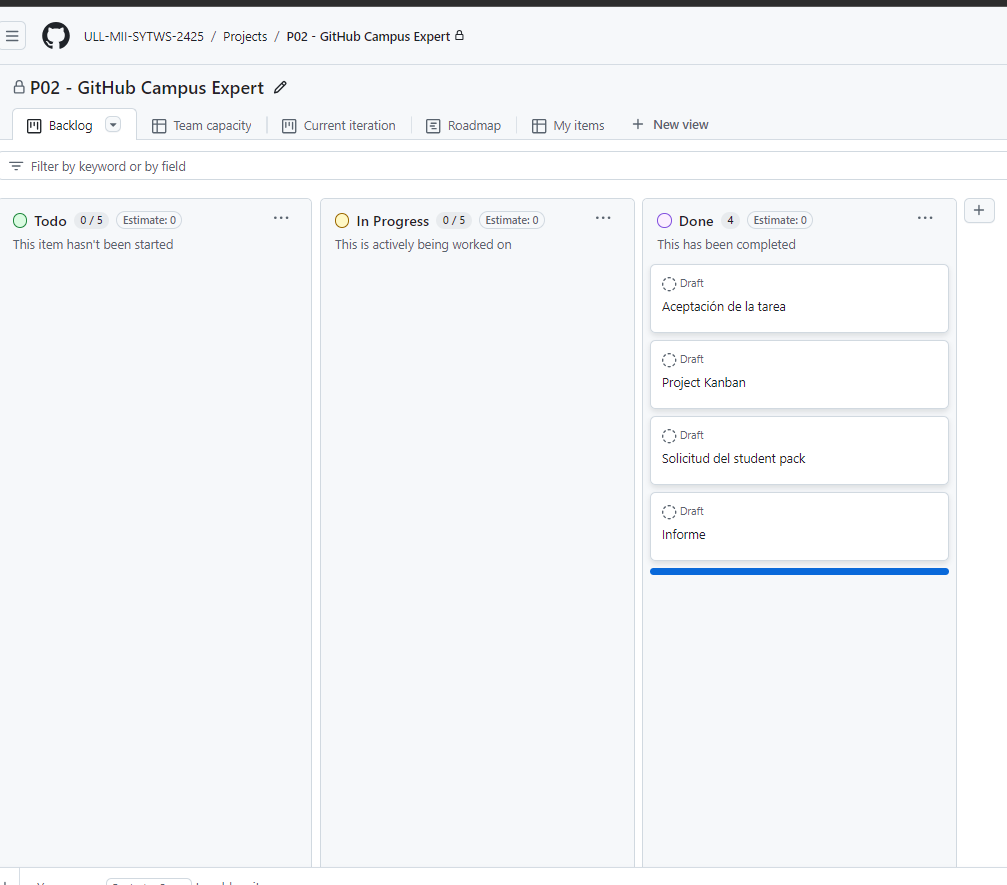 ULL-MII-SYTWS-2425 / Projects / P02 - GitHub Campus Expert
P02 - GitHub Campus Expert
Backlog Team capacity Current iteration Roadmap My items + New view
Filter by keyword or by field
Todo 0 / 5 Estimate: 0 ...
This item hasn't been started
In Progress 0 / 5 Estimate: 0 ...
This is actively being worked on
Done 4 Estimate: 0 ...
This has been completed
Draft
Aceptación de la tarea
Draft
Project Kanban
Draft
Solicitud del student pack
Draft
Informe